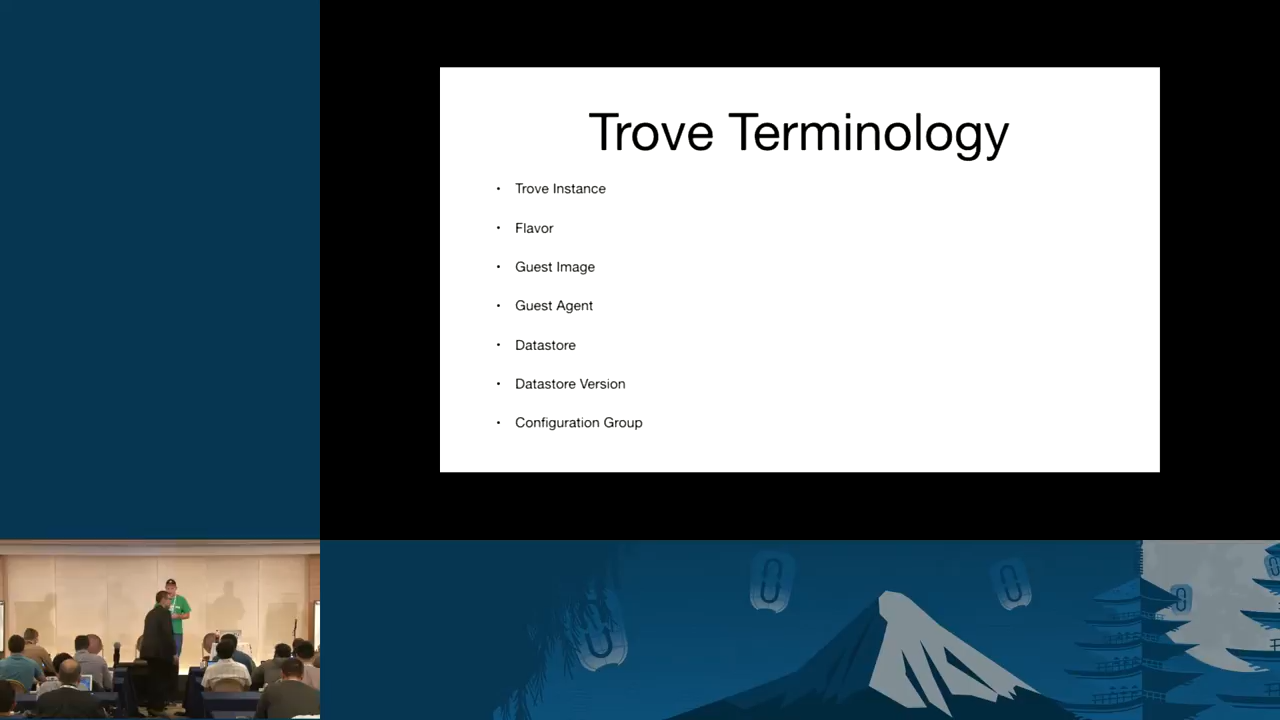 Trove Terminology
• Trove Instance
• Flavor
• Guest Image
• Guest Agent
• Datastore
• Datastore Version
• Configuration Group